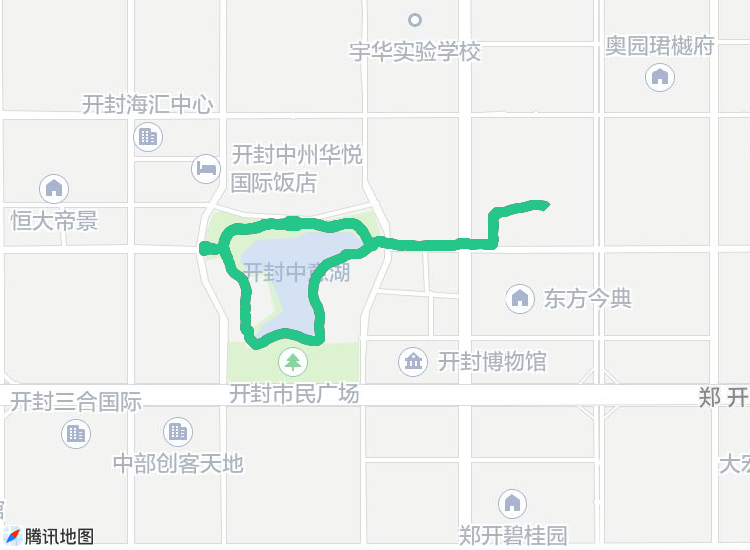 宇华实验学校
奥园珺樾府
开封海汇中心
开封中州华悦
国际饭店
恒大帝景
开封中意湖
东方今典
开封博物馆
开封市民广场
开封三合国际
郑开
中部创客天地
大宏
郑开碧桂园
腾讯地图